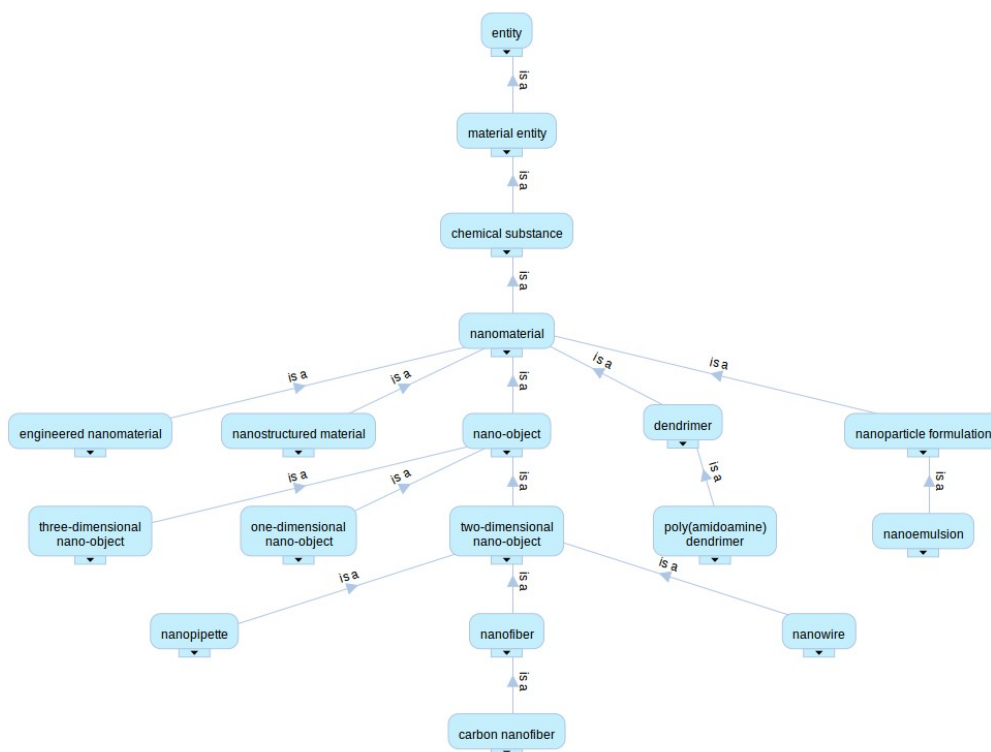 entity
is a
material entity
is a
chemical substance
is a
nanomaterial
is a
is a
is a
is a
is a
engineered nanomaterial
nanostructured material
nano-object
dendrimer
nanoparticle formulation
is a
is a
is a
is a
is a
three-dimensional
nano-object
one-dimensional
nano-object
two-dimensional
nano-object
poly(amidoamine)
dendrimer
nanoemulsion
is a
is a
is a
nanopipette
nanofiber
nanowire
is a
carbon nanofiber